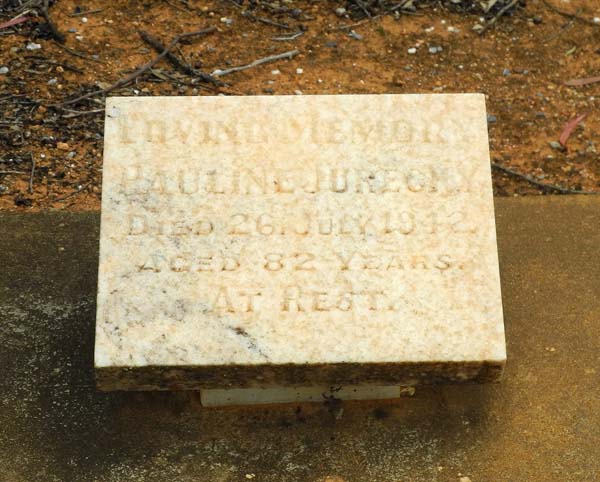 LOVING MEMORY
PAULINE JURECKY
DIED 26, JULY, 1942.
AGED 82 YEARS.
AT REST.